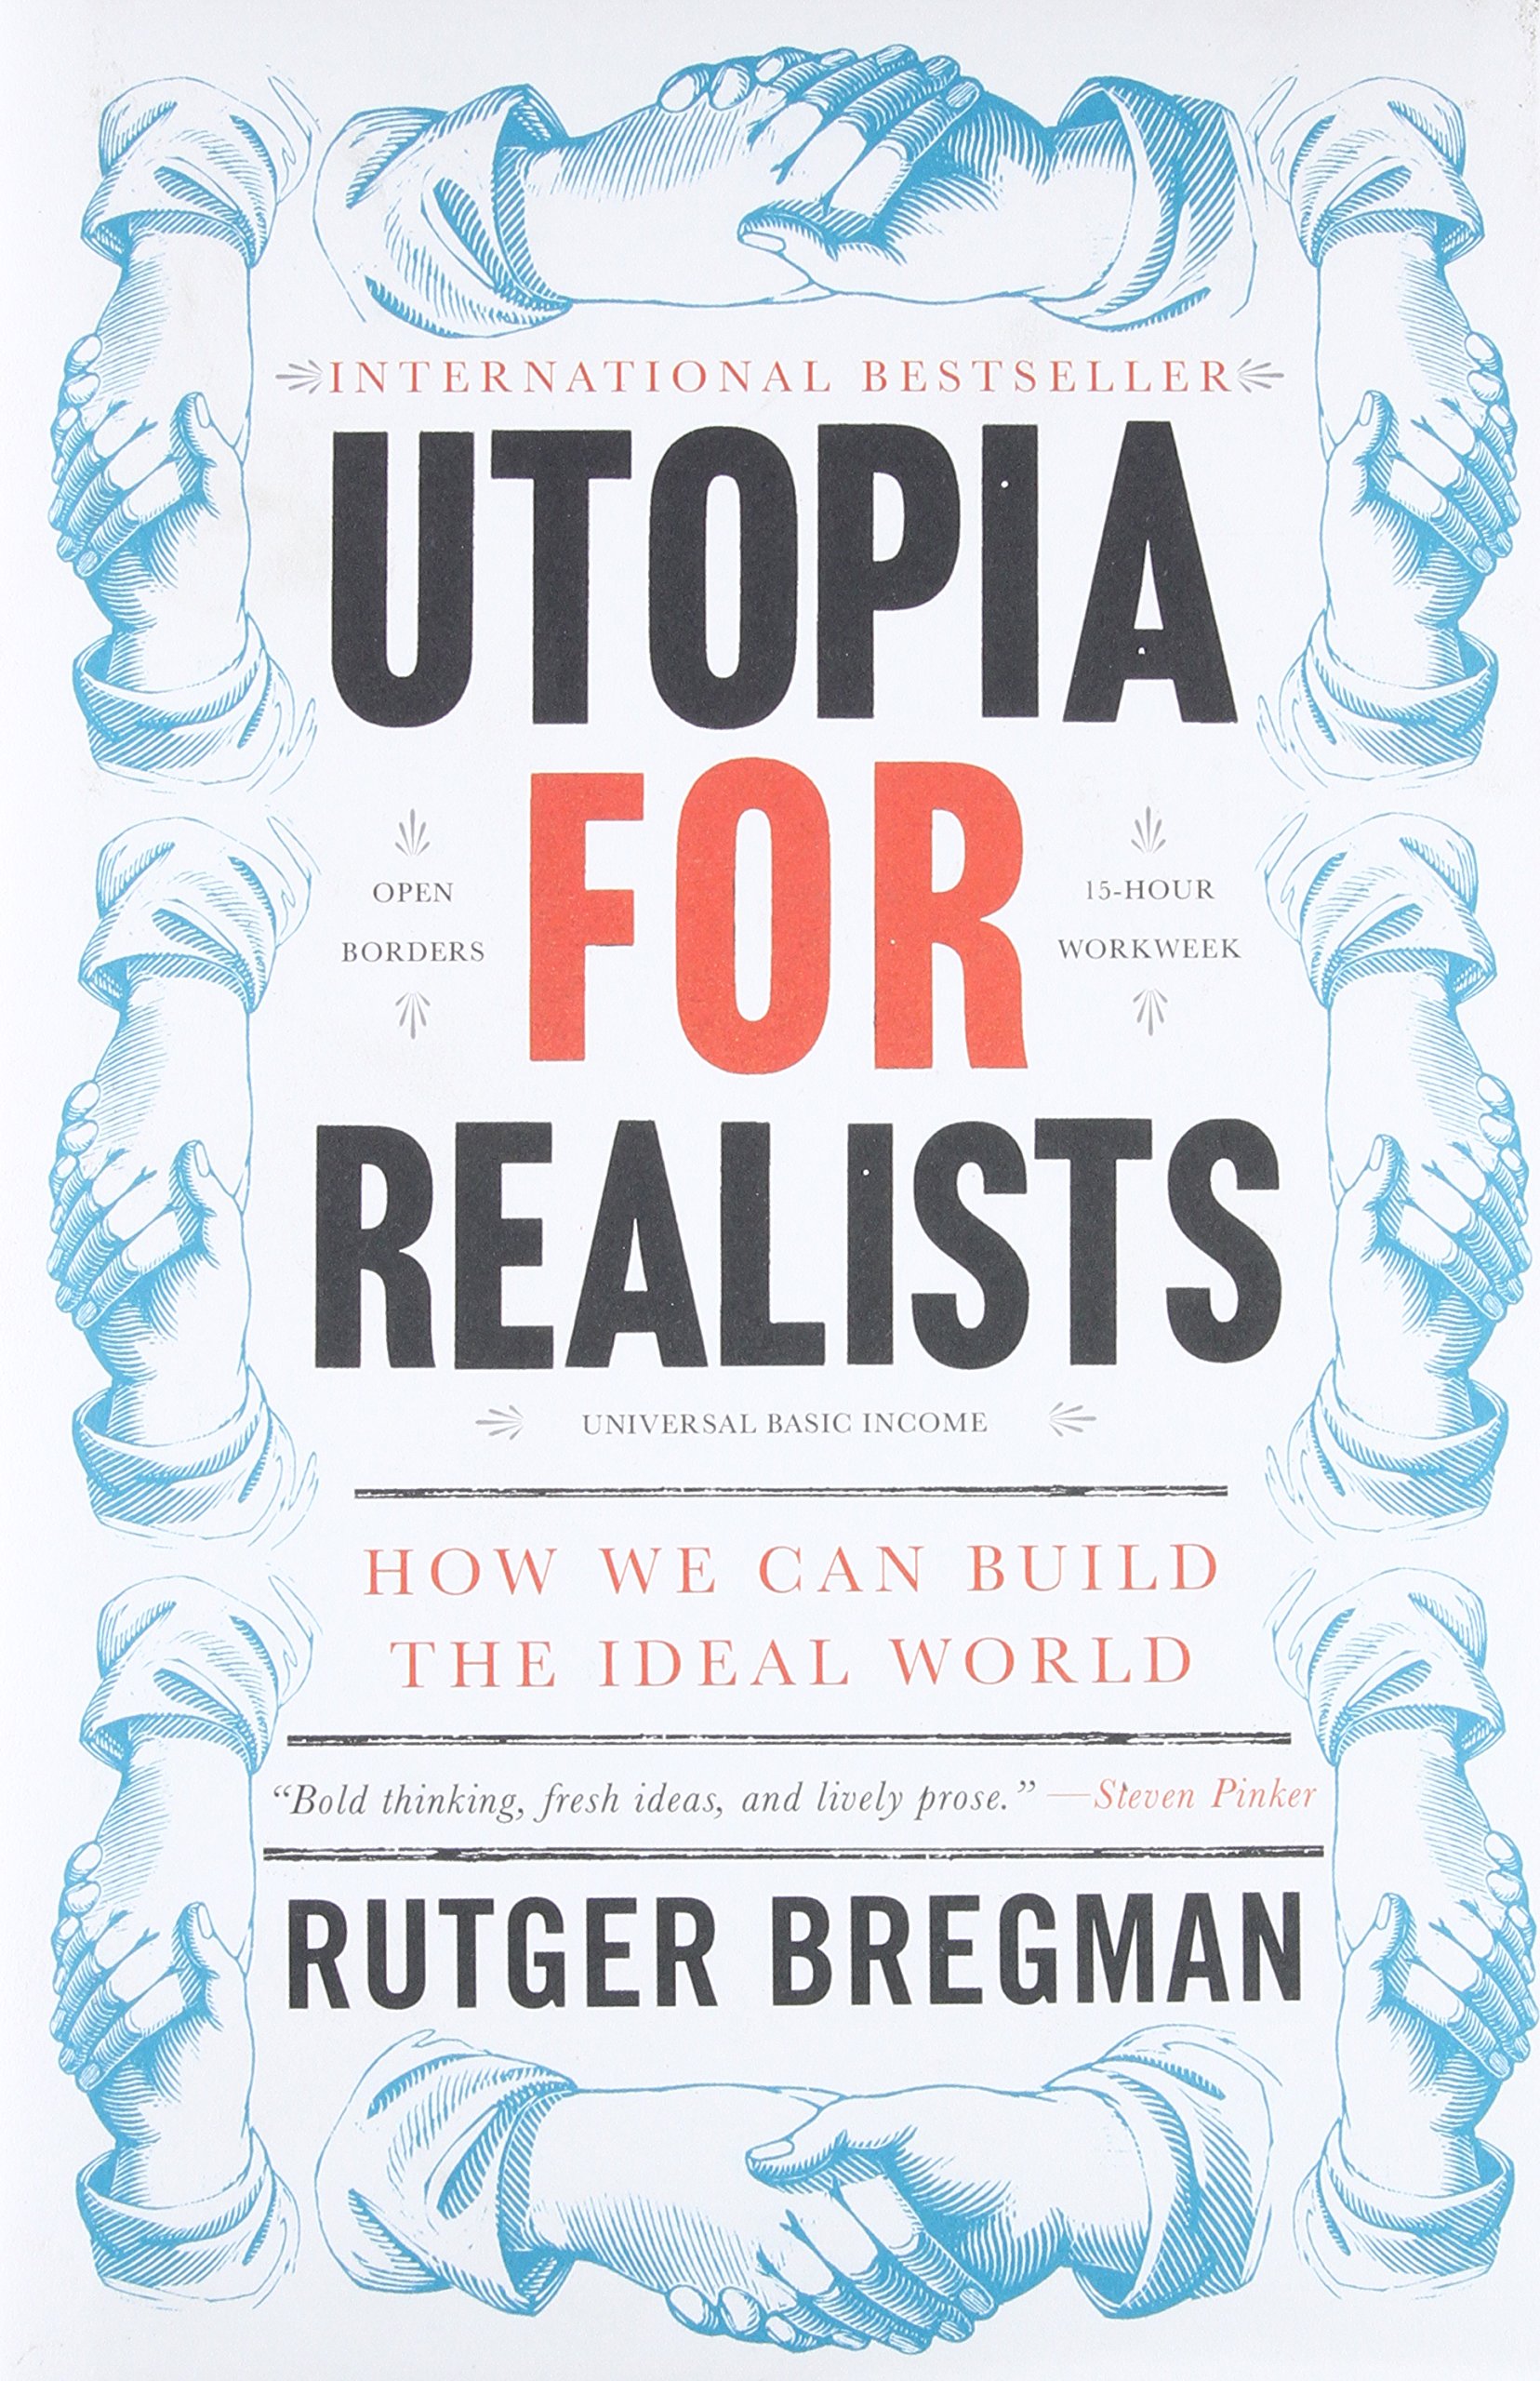 INTERNATIONAL BESTSELLER
UTOPIA
FOR
OPEN
BORDERS
15-HOUR
WORKWEEK
REALISTS
UNIVERSAL BASIC INCOME
HOW WE CAN BUILD
THE IDEAL WORLD
“Bold thinking, fresh ideas, and lively prose.” —Steven Pinker
RUTGER BREGMAN